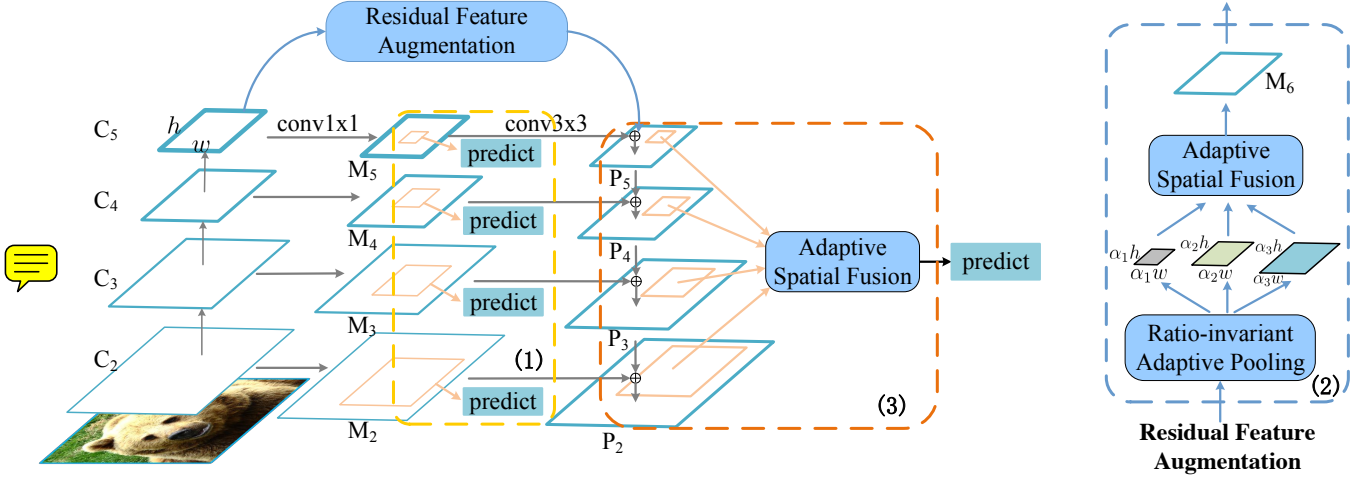 Residual Feature
Augmentation
C₅
h
w
conv1x1
conv3x3
predict
M₅
P₅
C₄
predict
M₄
P₄
C₃
predict
M₃
P₃
C₂
(1)
predict
M₂
P₂
Adaptive
Spatial Fusion
predict
(3)
M₆
Adaptive
Spatial Fusion
α₁h
α₁w
α₂h
α₂w
α₃h
α₃w
Ratio-invariant
Adaptive Pooling
(2)
Residual Feature
Augmentation